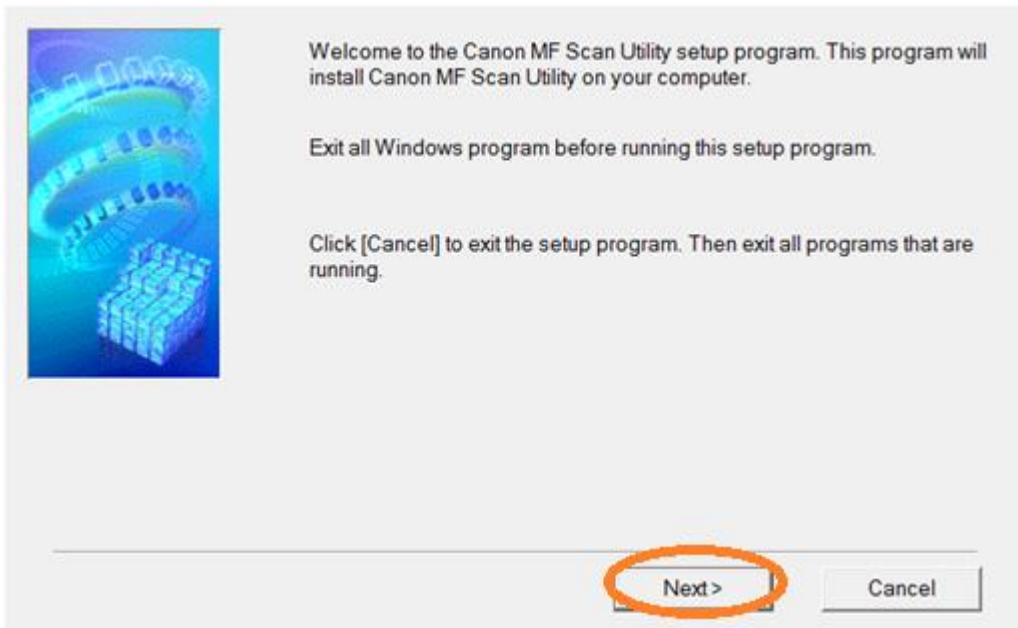 Welcome to the Canon MF Scan Utility setup program. This program will
install Canon MF Scan Utility on your computer.
Exit all Windows program before running this setup program.
Click [Cancel] to exit the setup program. Then exit all programs that are
running.
Next >
Cancel